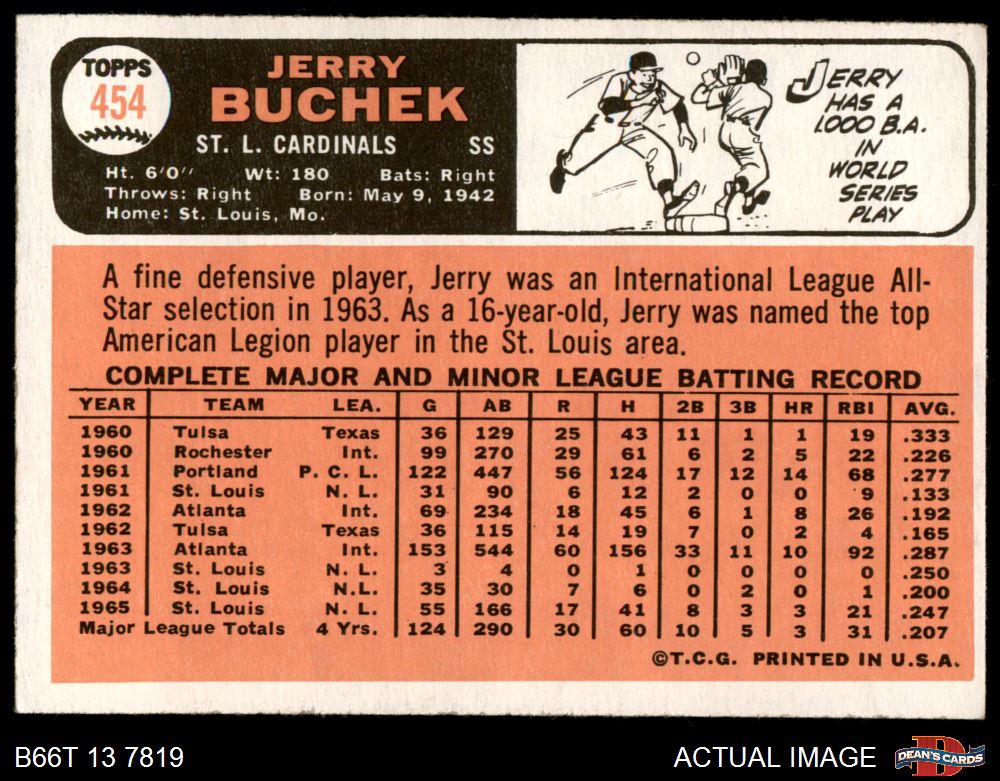 TOPPS
454
JERRY
BUCHEK
ST. L. CARDINALS SS
Ht. 6'0'' Wt: 180 Bats: Right
Throws: Right Born: May 9, 1942
Home: St. Louis, Mo.
JERRY
HAS A
1.000 B.A.
IN
WORLD
SERIES
PLAY
A fine defensive player, Jerry was an International League All-
Star selection in 1963. As a 16-year-old, Jerry was named the top
American Legion player in the St. Louis area.
COMPLETE MAJOR AND MINOR LEAGUE BATTING RECORD
YEAR TEAM LEA. G AB R H 2B 3B HR RBI AVG.
1960 Tulsa Texas 36 129 25 43 11 1 1 19 .333
1960 Rochester Int. 99 270 29 61 6 2 5 22 .226
1961 Portland P. C. L. 122 447 56 124 17 12 14 68 .277
1961 St. Louis N. L. 31 90 6 12 2 0 0 9 .133
1962 Atlanta Int. 69 234 18 45 6 1 8 26 .192
1962 Tulsa Texas 36 115 14 19 7 0 2 4 .165
1963 Atlanta Int. 153 544 60 156 33 11 10 92 .287
1963 St. Louis N. L. 3 4 0 1 0 0 0 0 .250
1964 St. Louis N.L. 35 30 7 6 0 2 0 1 .200
1965 St. Louis N. L. 55 166 17 41 8 3 3 21 .247
Major League Totals 4 Yrs. 124 290 30 60 10 5 3 31 .207
©T.C.G. PRINTED IN U.S.A.
B66T 13 7819
ACTUAL IMAGE
DEAN'S CARDS